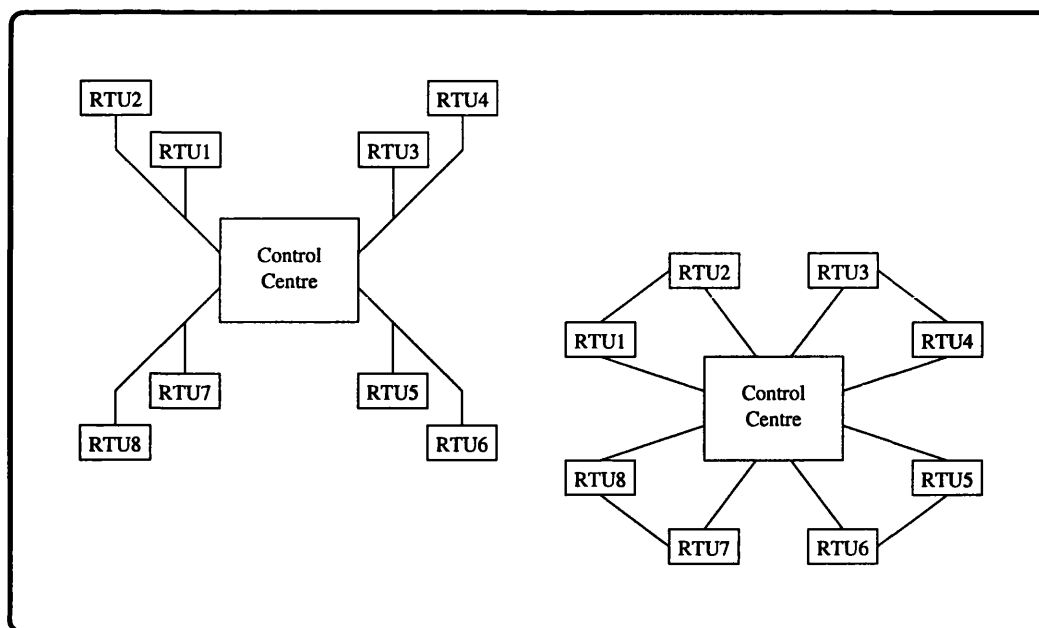 RTU2
RTU4
RTU1
RTU3
Control
Centre
RTU7
RTU5
RTU8
RTU6
RTU2
RTU3
RTU1
RTU4
Control
Centre
RTU8
RTU5
RTU7
RTU6